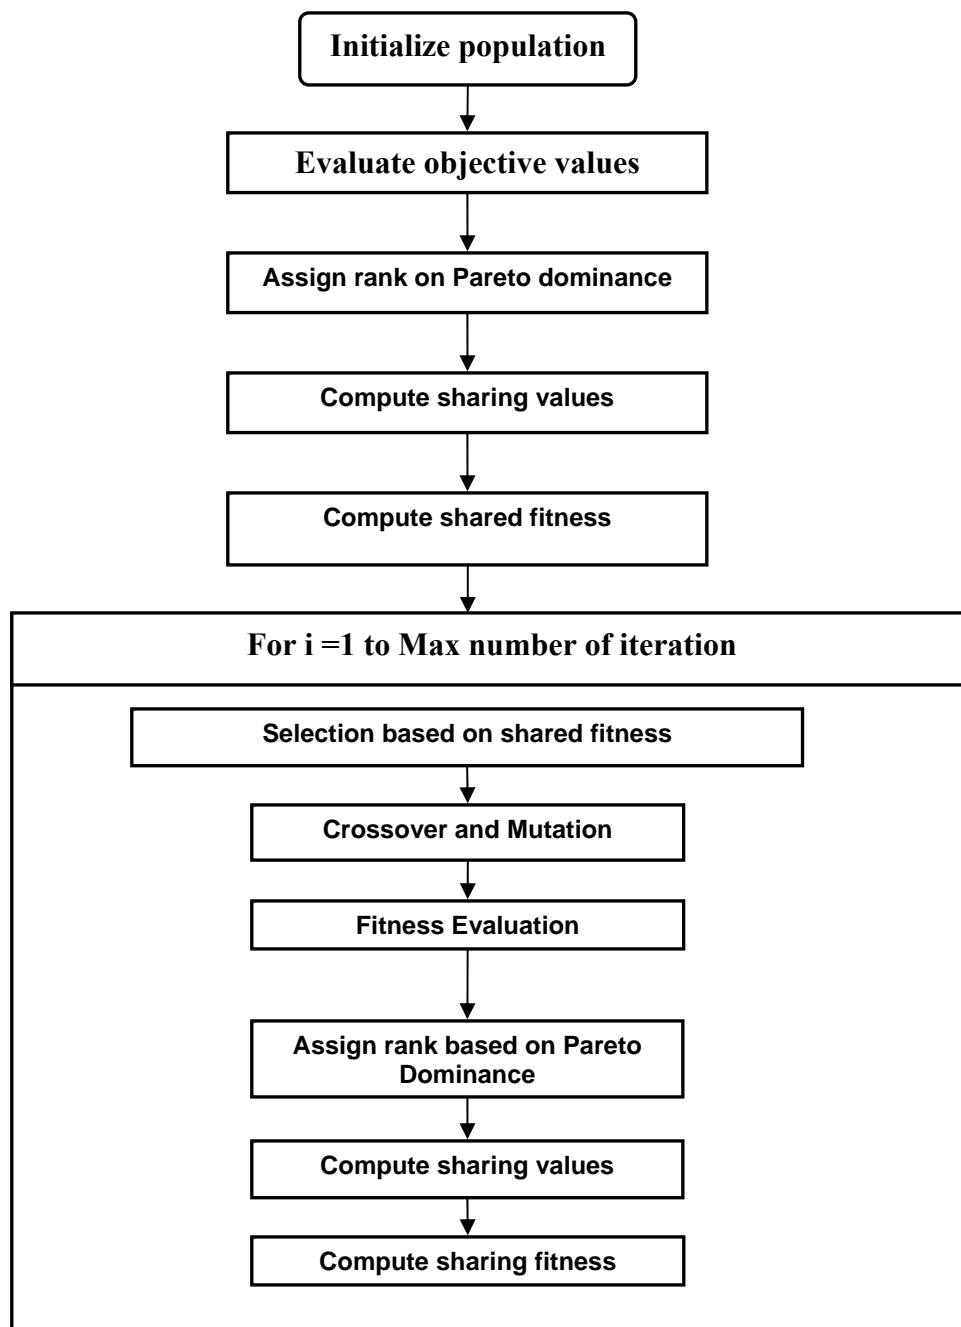 Initialize population
Evaluate objective values
Assign rank on Pareto dominance
Compute sharing values
Compute shared fitness
For i =1 to Max number of iteration
Selection based on shared fitness
Crossover and Mutation
Fitness Evaluation
Assign rank based on Pareto
Dominance
Compute sharing values
Compute sharing fitness